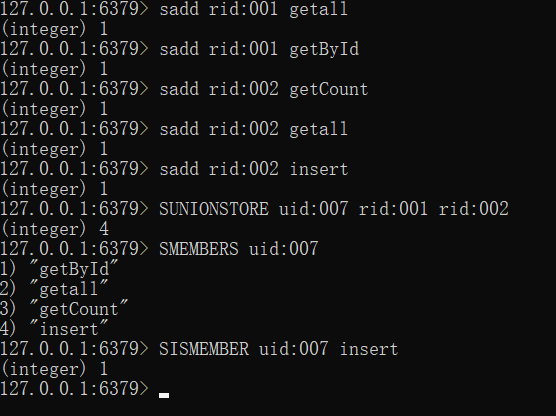 127.0.0.1:6379> sadd rid:001 getall
(integer) 1
127.0.0.1:6379> sadd rid:001 getById
(integer) 1
127.0.0.1:6379> sadd rid:002 getCount
(integer) 1
127.0.0.1:6379> sadd rid:002 getall
(integer) 1
127.0.0.1:6379> sadd rid:002 insert
(integer) 1
127.0.0.1:6379> SUNIONSTORE uid:007 rid:001 rid:002
(integer) 4
127.0.0.1:6379> SMEMBERS uid:007
1) "getById"
2) "getall"
3) "getCount"
4) "insert"
127.0.0.1:6379> SISMEMBER uid:007 insert
(integer) 1
127.0.0.1:6379>